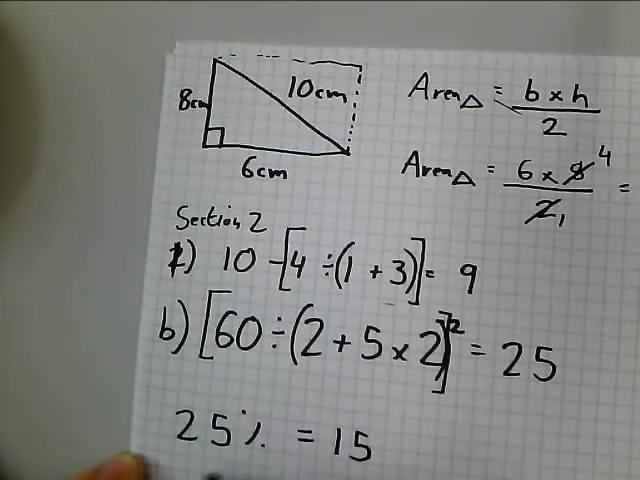 8cm
10cm
6cm
Area△ = b × h / 2
Area△ = 6 × 8 4 / 2 1 =
Section 2
1) 10 - [4 ÷ (1 + 3)] = 9
b) [60 ÷ (2 + 5 × 2)]² = 25
25% = 15